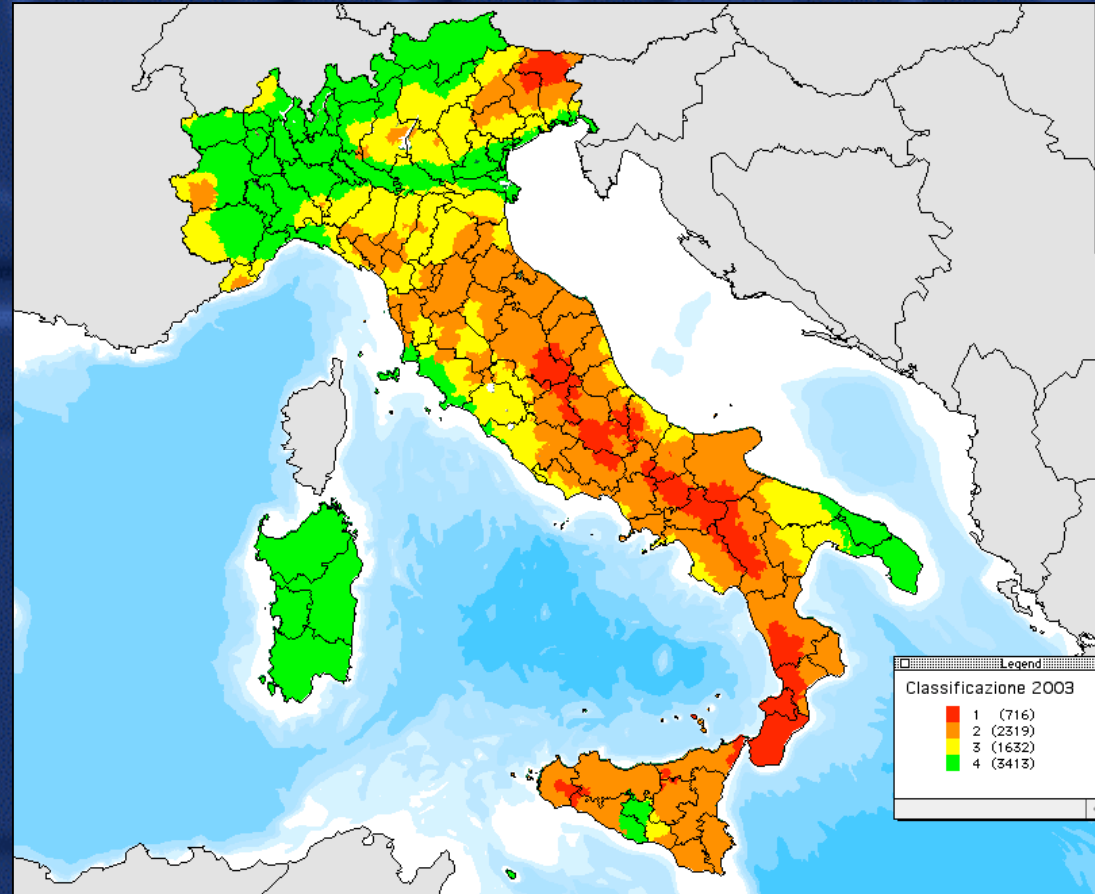 Legend
Classificazione 2003
1 (716)
2 (2319)
3 (1632)
4 (3413)